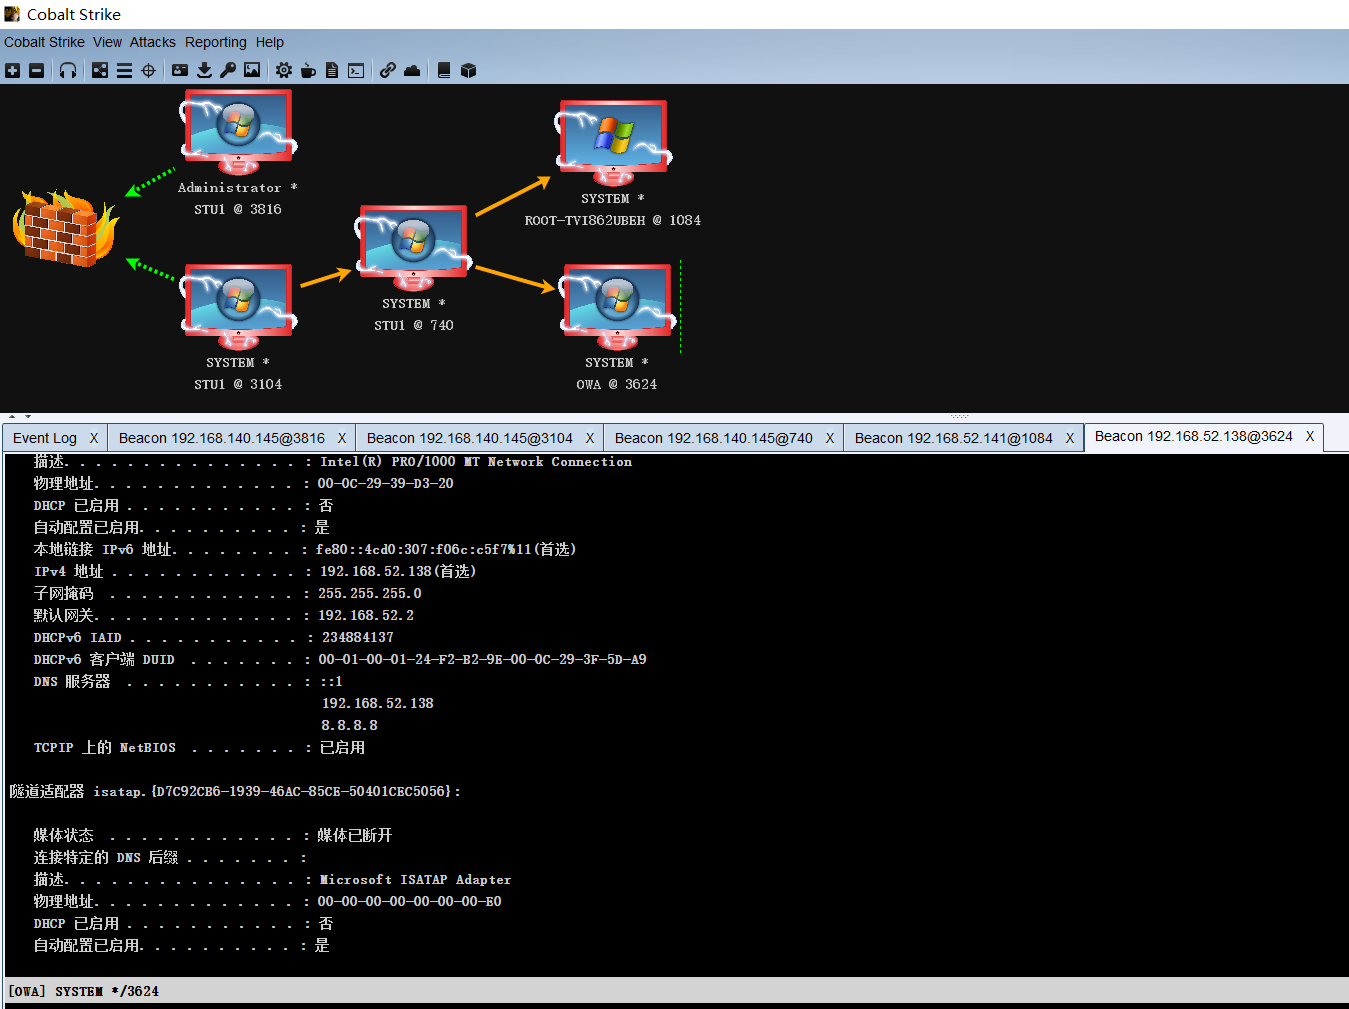 Cobalt Strike
Cobalt Strike View Attacks Reporting Help
Administrator *
STU1 @ 3816
SYSTEM *
ROOT-TVI862UBEH @ 1084
SYSTEM *
STU1 @ 740
SYSTEM *
STU1 @ 3104
SYSTEM *
OWA @ 3624
Event Log X Beacon 192.168.140.145@3816 X Beacon 192.168.140.145@3104 X Beacon 192.168.140.145@740 X Beacon 192.168.52.141@1084 X Beacon 192.168.52.138@3624 X
描述. . . . . . . . . . . . . . . : Intel(R) PRO/1000 MT Network Connection
物理地址. . . . . . . . . . . . . : 00-0C-29-39-D3-20
DHCP 已启用 . . . . . . . . . . . : 否
自动配置已启用. . . . . . . . . . : 是
本地链接 IPv6 地址. . . . . . . . : fe80::4cd0:307:f06c:c5f7%11(首选)
IPv4 地址 . . . . . . . . . . . . : 192.168.52.138(首选)
子网掩码 . . . . . . . . . . . . : 255.255.255.0
默认网关. . . . . . . . . . . . . : 192.168.52.2
DHCPv6 IAID . . . . . . . . . . . : 234884137
DHCPv6 客户端 DUID . . . . . . . : 00-01-00-01-24-F2-B2-9E-00-0C-29-3F-5D-A9
DNS 服务器 . . . . . . . . . . . : ::1
192.168.52.138
8.8.8.8
TCPIP 上的 NetBIOS . . . . . . . : 已启用
隧道适配器 isatap.{D7C92CB6-1939-46AC-85CE-50401CEC5056}:
媒体状态 . . . . . . . . . . . . : 媒体已断开
连接特定的 DNS 后缀 . . . . . . . :
描述. . . . . . . . . . . . . . . : Microsoft ISATAP Adapter
物理地址. . . . . . . . . . . . . : 00-00-00-00-00-00-00-E0
DHCP 已启用 . . . . . . . . . . . : 否
自动配置已启用. . . . . . . . . . : 是
[OWA] SYSTEM */3624